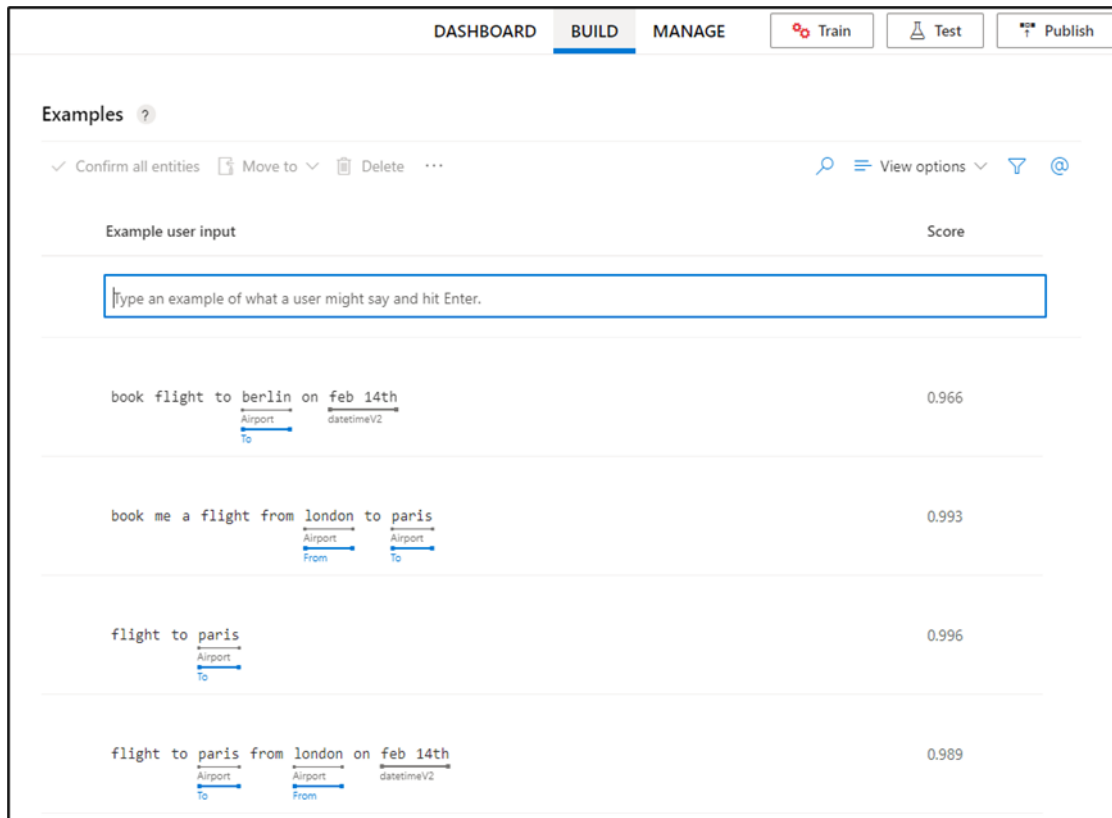 DASHBOARD BUILD MANAGE Train Test Publish
Examples ?
Confirm all entities Move to Delete ··· View options @
Example user input Score
Type an example of what a user might say and hit Enter.
book flight to berlin on feb 14th 0.966
Airport datetimeV2
To
book me a flight from london to paris 0.993
Airport Airport
From To
flight to paris 0.996
Airport
To
flight to paris from london on feb 14th 0.989
Airport Airport datetimeV2
To From